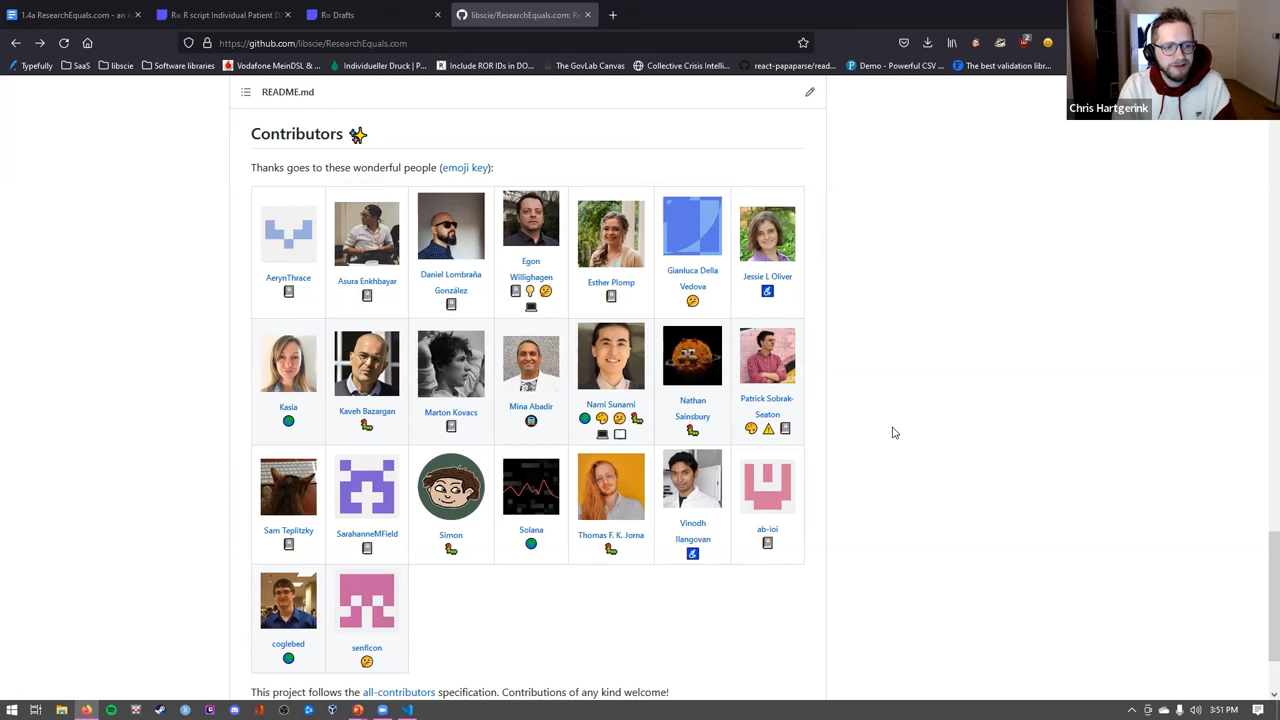 1.4a ResearchEquals.com - an o
R= R script Individual Patient D
R= Drafts
libscie/ResearchEquals.com: Re
https://github.com/libscie/ResearchEquals.com
2
Typefully
SaaS
libscie
Software libraries
Vodafone MeinDSL &
Individueller Druck | P
Include RRIDs IN DO
The GovLab Canvas
Collective Crisis Intelli
react-papaparse/read
Demo - Powerful CSV
The best validation libr
Chris Hartgerink
README.md
Contributors ✨
Thanks goes to these wonderful people (emoji key):
AerynThrace
Asura Enkhbayar
Daniel Lombraña
González
Egon
Willighagen
Esther Plomp
Gianluca Della
Vedova
Jessie L Oliver
Kasia
Kaveh Bazargan
Marton Kovacs
Mina Abadir
Nami Sunami
Nathan
Sainsbury
Patrick Sobrak-
Seaton
Sam Teplitzky
SarahanneMField
Simon
Solana
Thomas F. K. Jorna
Vinodh
Ilangovan
ab-ioi
coglebed
senficon
This project follows the all-contributors specification. Contributions of any kind welcome!
3:51 PM